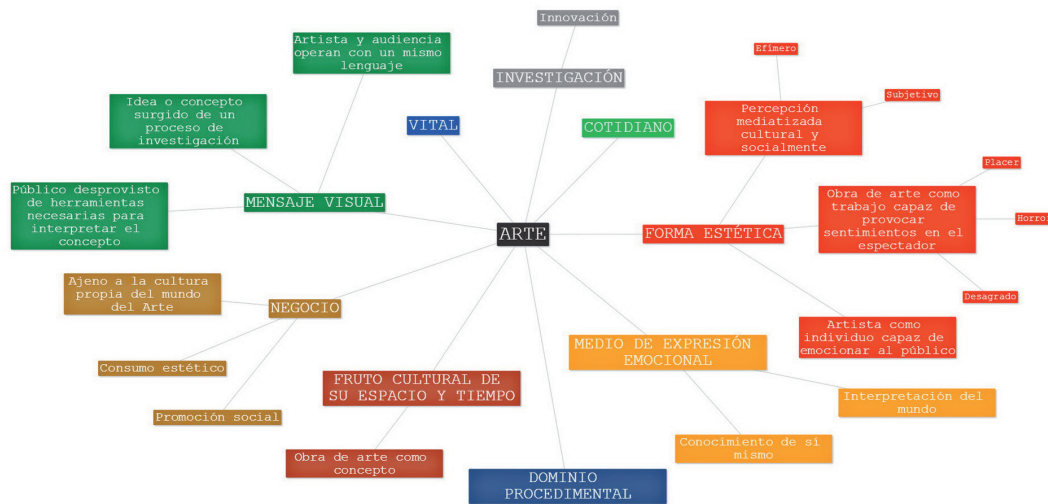 Innovación
Artista y audiencia
operan con un mismo
lenguaje
Efímero
INVESTIGACIÓN
Idea o concepto
surgido de un
proceso de
investigación
Subjetivo
Percepción
mediatizada
cultural y
socialmente
VITAL
COTIDIANO
Placer
Público desprovisto
de herramientas
necesarias para
interpretar el
concepto
MENSAJE VISUAL
Obra de arte como
trabajo capaz de
provocar
sentimientos en el
espectador
Horror
ARTE
FORMA ESTÉTICA
Ajeno a la cultura
propia del mundo
del Arte
NEGOCIO
Desagrado
Artista como
individuo capaz de
emocionar al público
MEDIO DE EXPRESIÓN
EMOCIONAL
Consumo estético
FRUTO CULTURAL DE
SU ESPACIO Y TIEMPO
Interpretación del
mundo
Promoción social
Conocimiento de sí
mismo
Obra de arte como
concepto
DOMINIO
PROCEDIMENTAL